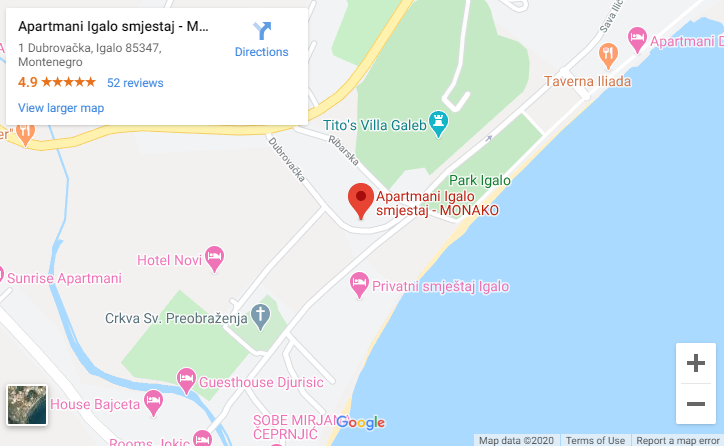 Apartmani Igalo smjestaj - M...
1 Dubrovačka, Igalo 85347,
Montenegro
4.9
52 reviews
View larger map
Directions
Sava Ilić
Apartmani D
Taverna Iliada
er"
Tito's Villa Galeb
Ribarska
Dubrovačka
Park Igalo
Apartmani Igalo
smjestaj - MONAKO
Hotel Novi
Sunrise Apartmani
Privatni smještaj Igalo
Crkva Sv. Preobraženja
Guesthouse Djurisic
House Bajceta
SOBE MIRJANA
ČEPRNJIĆ
Rooms Jokic
Google
Map data ©2020
Terms of Use
Report a map error